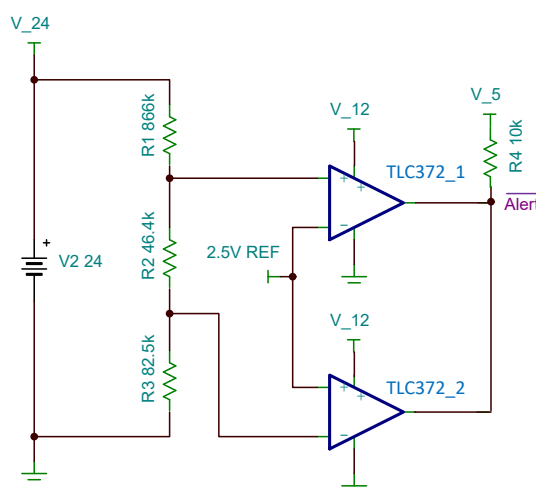 V_24
V_5
R1 866k
V_12
R4 10k
TLC372_1
Alert
R2 46.4k
2.5V REF
+
V2 24
V_12
R3 82.5k
TLC372_2